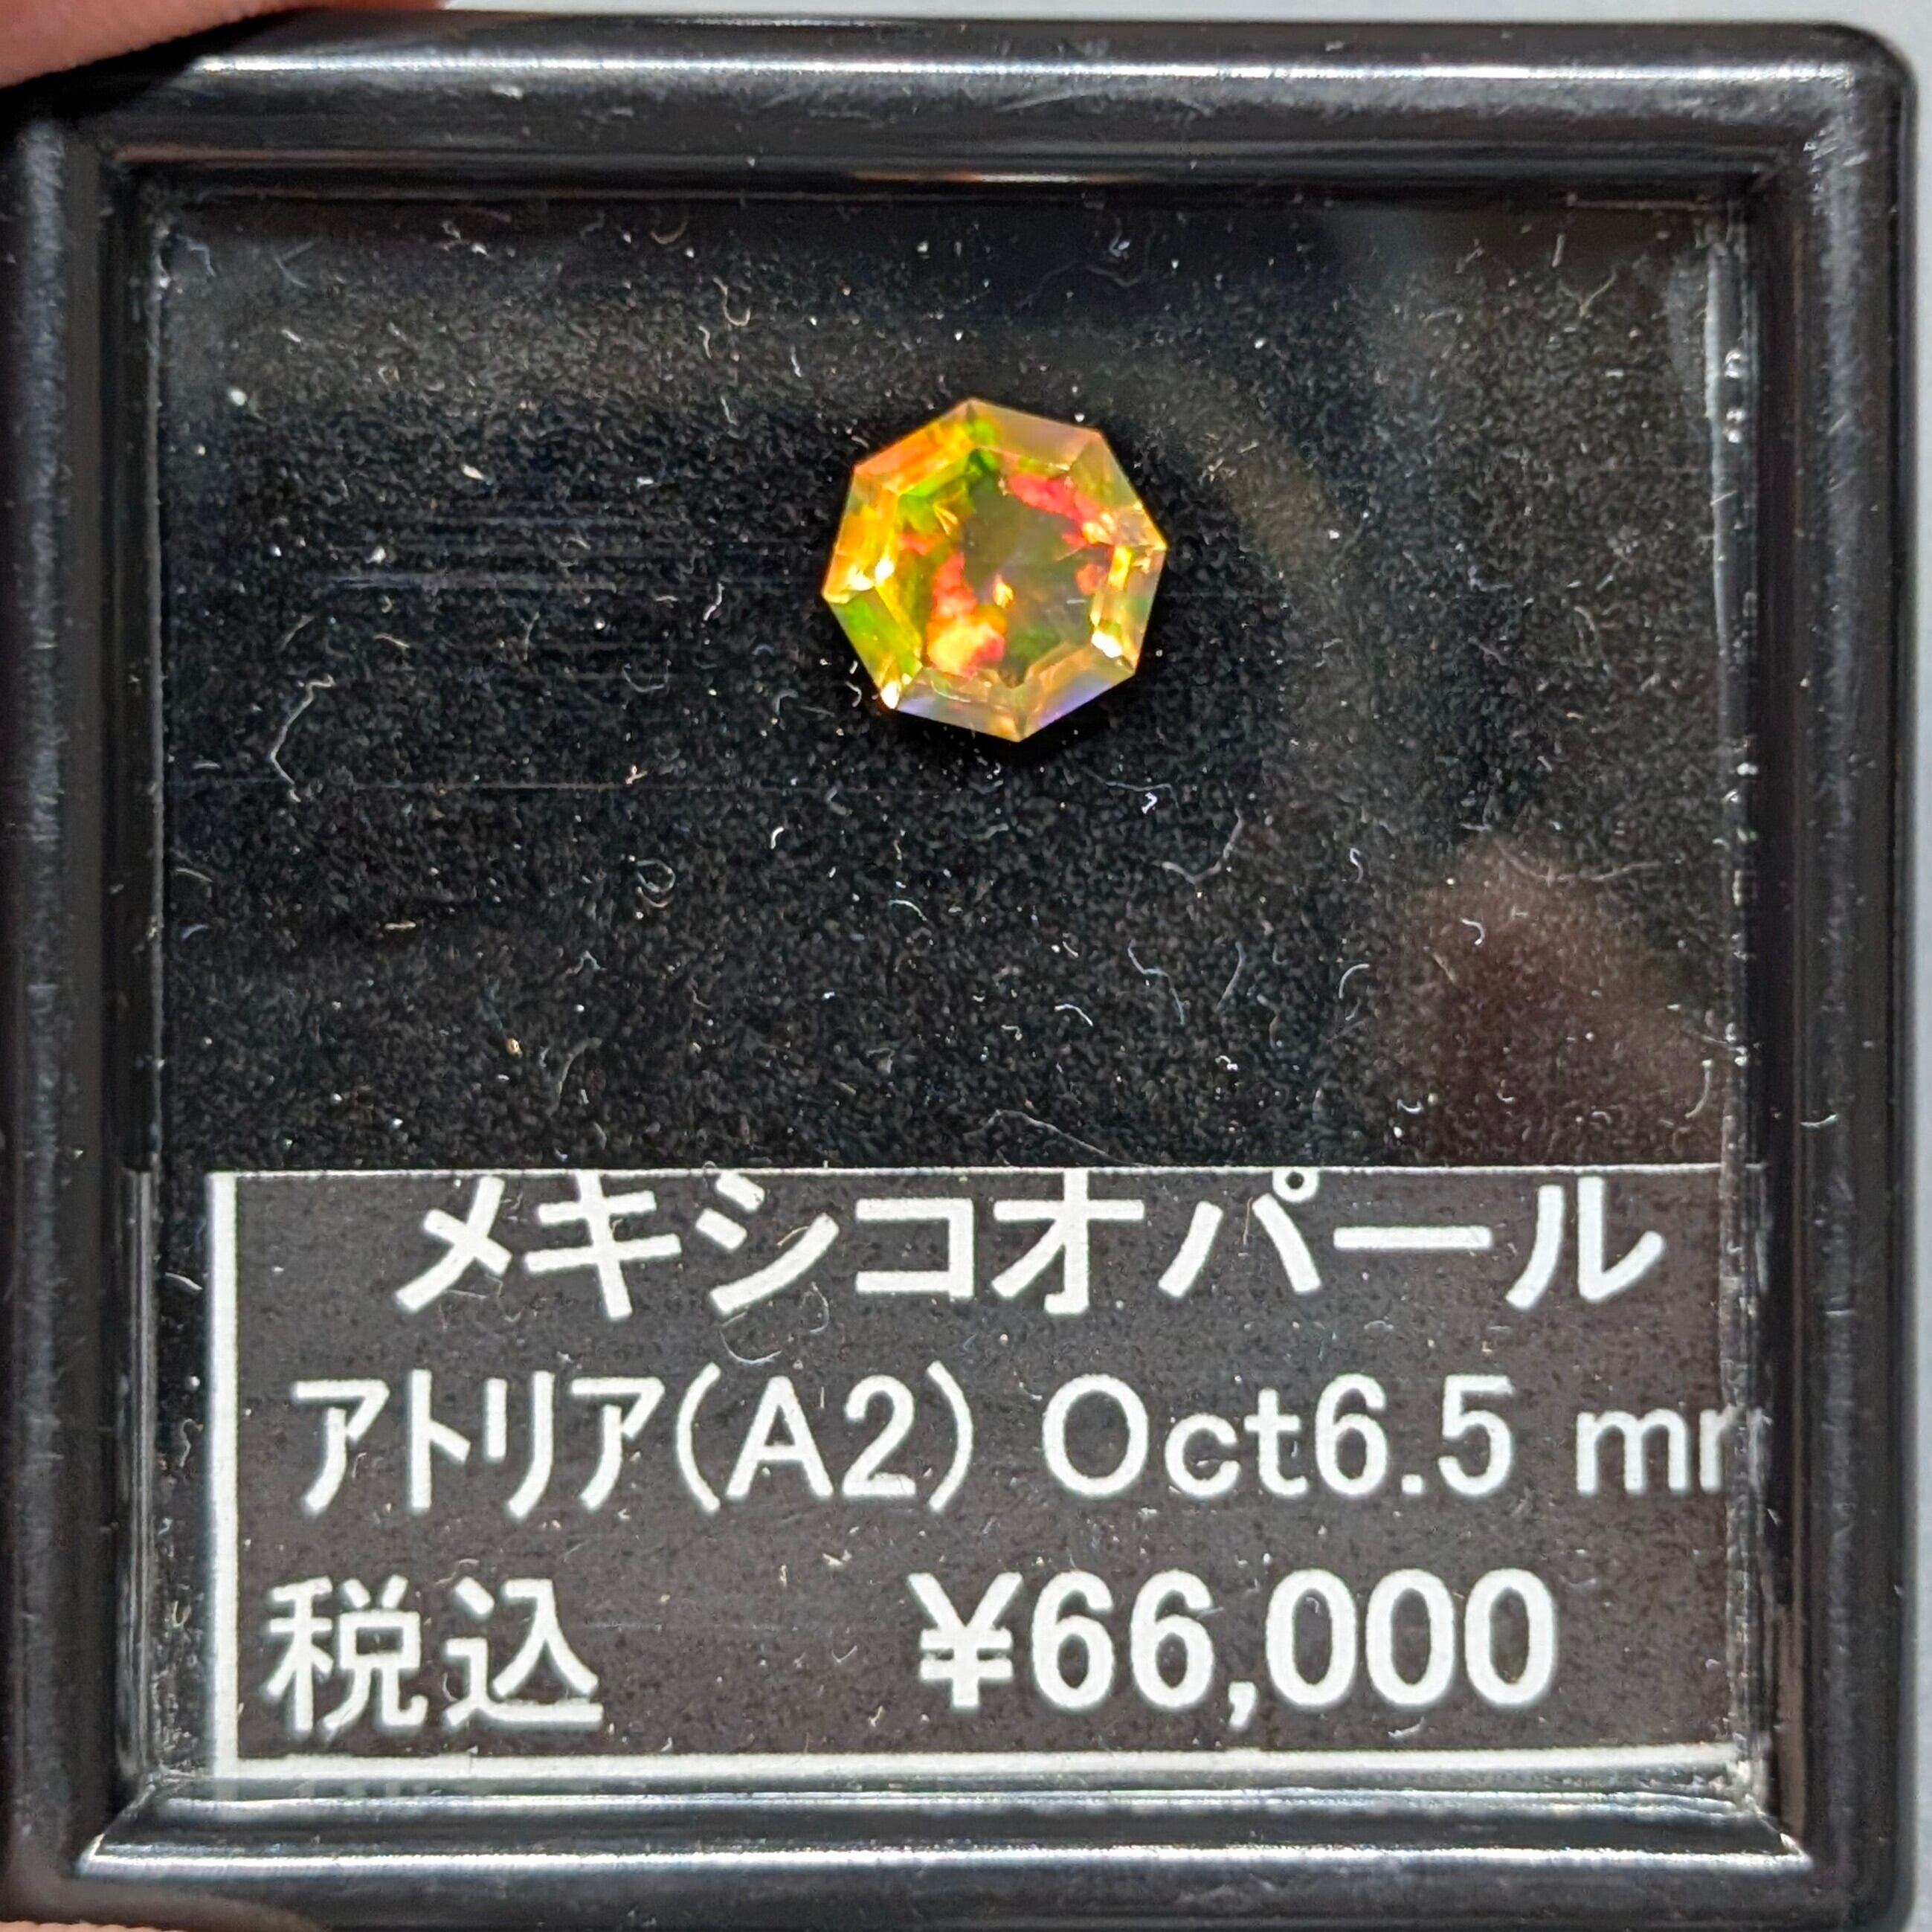 メキシコオパール
アトリア(A2) Oct6.5 mm
税込 ¥66,000